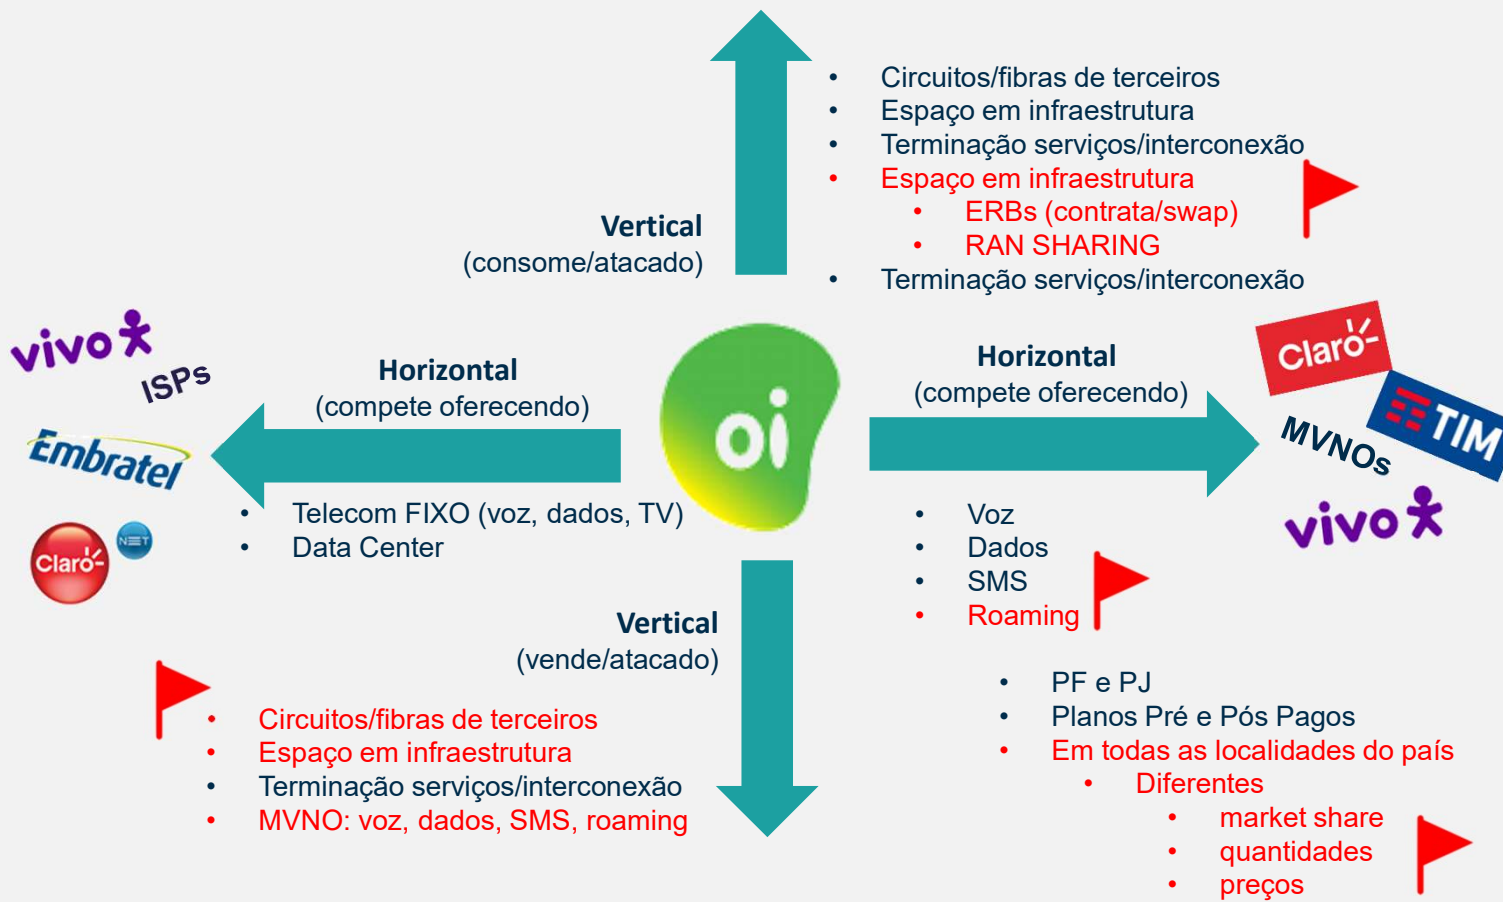 • Circuitos/fibras de terceiros
• Espaço em infraestrutura
• Terminação serviços/interconexão
• Espaço em infraestrutura
• ERBs (contrata/swap)
• RAN SHARING
• Terminação serviços/interconexão
Vertical
(consome/atacado)
vivo
ISPs
Embratel
Claro-
NET
Horizontal
(compete oferecendo)
• Telecom FIXO (voz, dados, TV)
• Data Center
oi
Horizontal
(compete oferecendo)
Claro-
TIM
MVNOs
vivo
• Voz
• Dados
• SMS
• Roaming
• PF e PJ
• Planos Pré e Pós Pagos
• Em todas as localidades do país
• Diferentes
• market share
• quantidades
• preços
Vertical
(vende/atacado)
• Circuitos/fibras de terceiros
• Espaço em infraestrutura
• Terminação serviços/interconexão
• MVNO: voz, dados, SMS, roaming